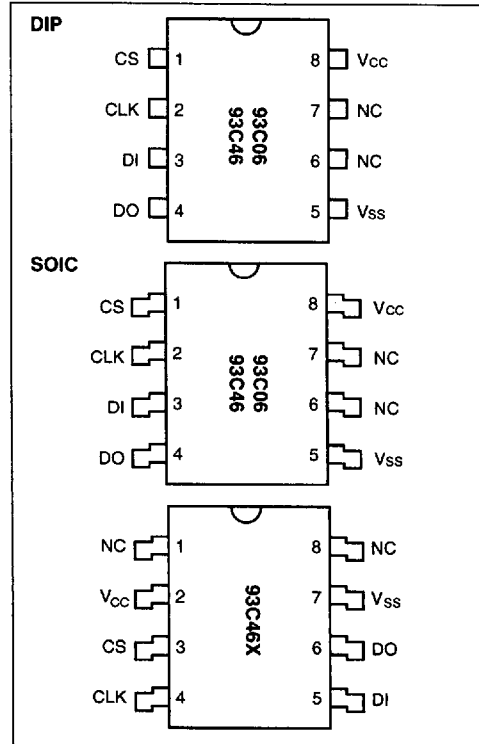 DIP
CS 1 8 Vcc
CLK 2 7 NC
DI 3 6 NC
DO 4 5 Vss
93C06
93C46
SOIC
CS 1 8 Vcc
CLK 2 7 NC
DI 3 6 NC
DO 4 5 Vss
93C06
93C46
NC 1 8 NC
Vcc 2 7 Vss
CS 3 6 DO
CLK 4 5 DI
93C46X